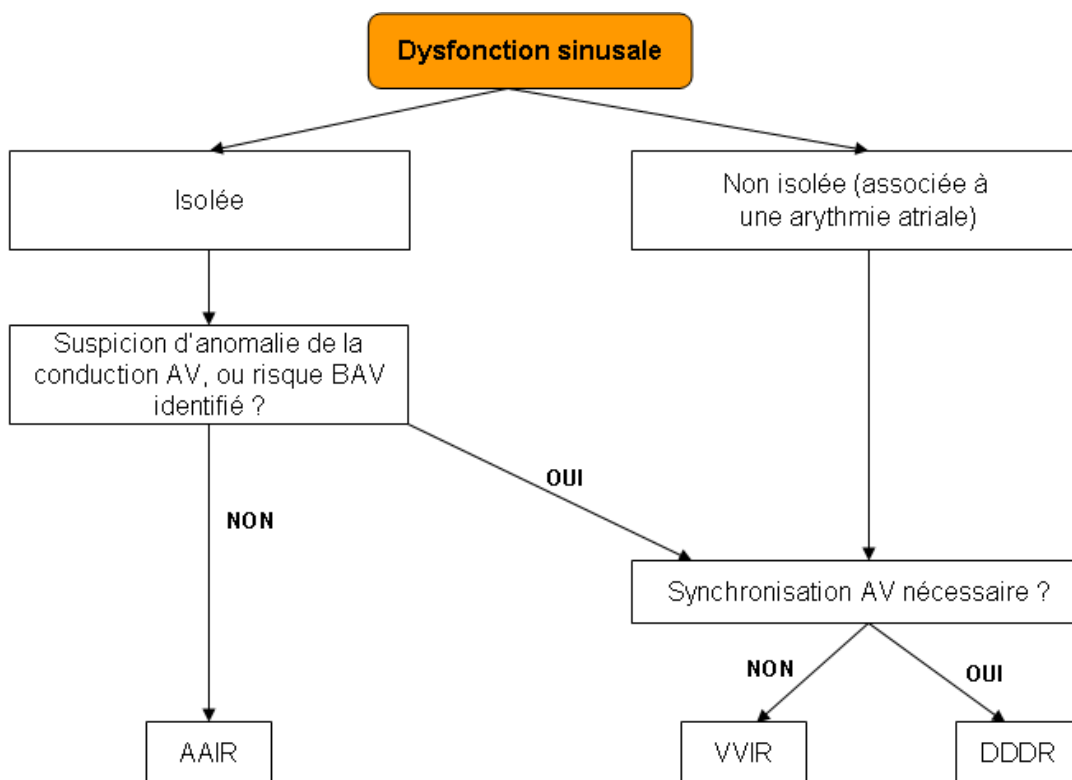 Dysfonction sinusale
Isolée
Non isolée (associée à
une arythmie atriale)
Suspicion d'anomalie de la
conduction AV, ou risque BAV
identifié ?
OUI
NON
Synchronisation AV nécessaire ?
NON
OUI
AAIR
VVIR
DDDR